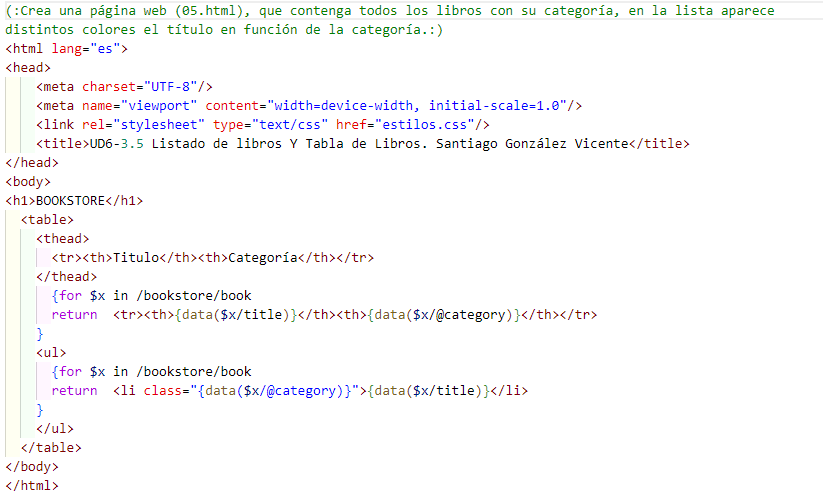 (:Crea una página web (05.html), que contenga todos los libros con su categoría, en la lista aparece
distintos colores el título en función de la categoría.:)
<html lang="es">
<head>
<meta charset="UTF-8"/>
<meta name="viewport" content="width=device-width, initial-scale=1.0"/>
<link rel="stylesheet" type="text/css" href="estilos.css"/>
<title>UD6-3.5 Listado de libros Y Tabla de Libros. Santiago González Vicente</title>
</head>
<body>
<h1>BOOKSTORE</h1>
<table>
<thead>
<tr><th>Titulo</th><th>Categoría</th></tr>
</thead>
{for $x in /bookstore/book
return  <tr><th>{data($x/title)}</th><th>{data($x/@category)}</th></tr>
}
<ul>
{for $x in /bookstore/book
return  <li class="{data($x/@category)}">{data($x/title)}</li>
}
</ul>
</table>
</body>
</html>